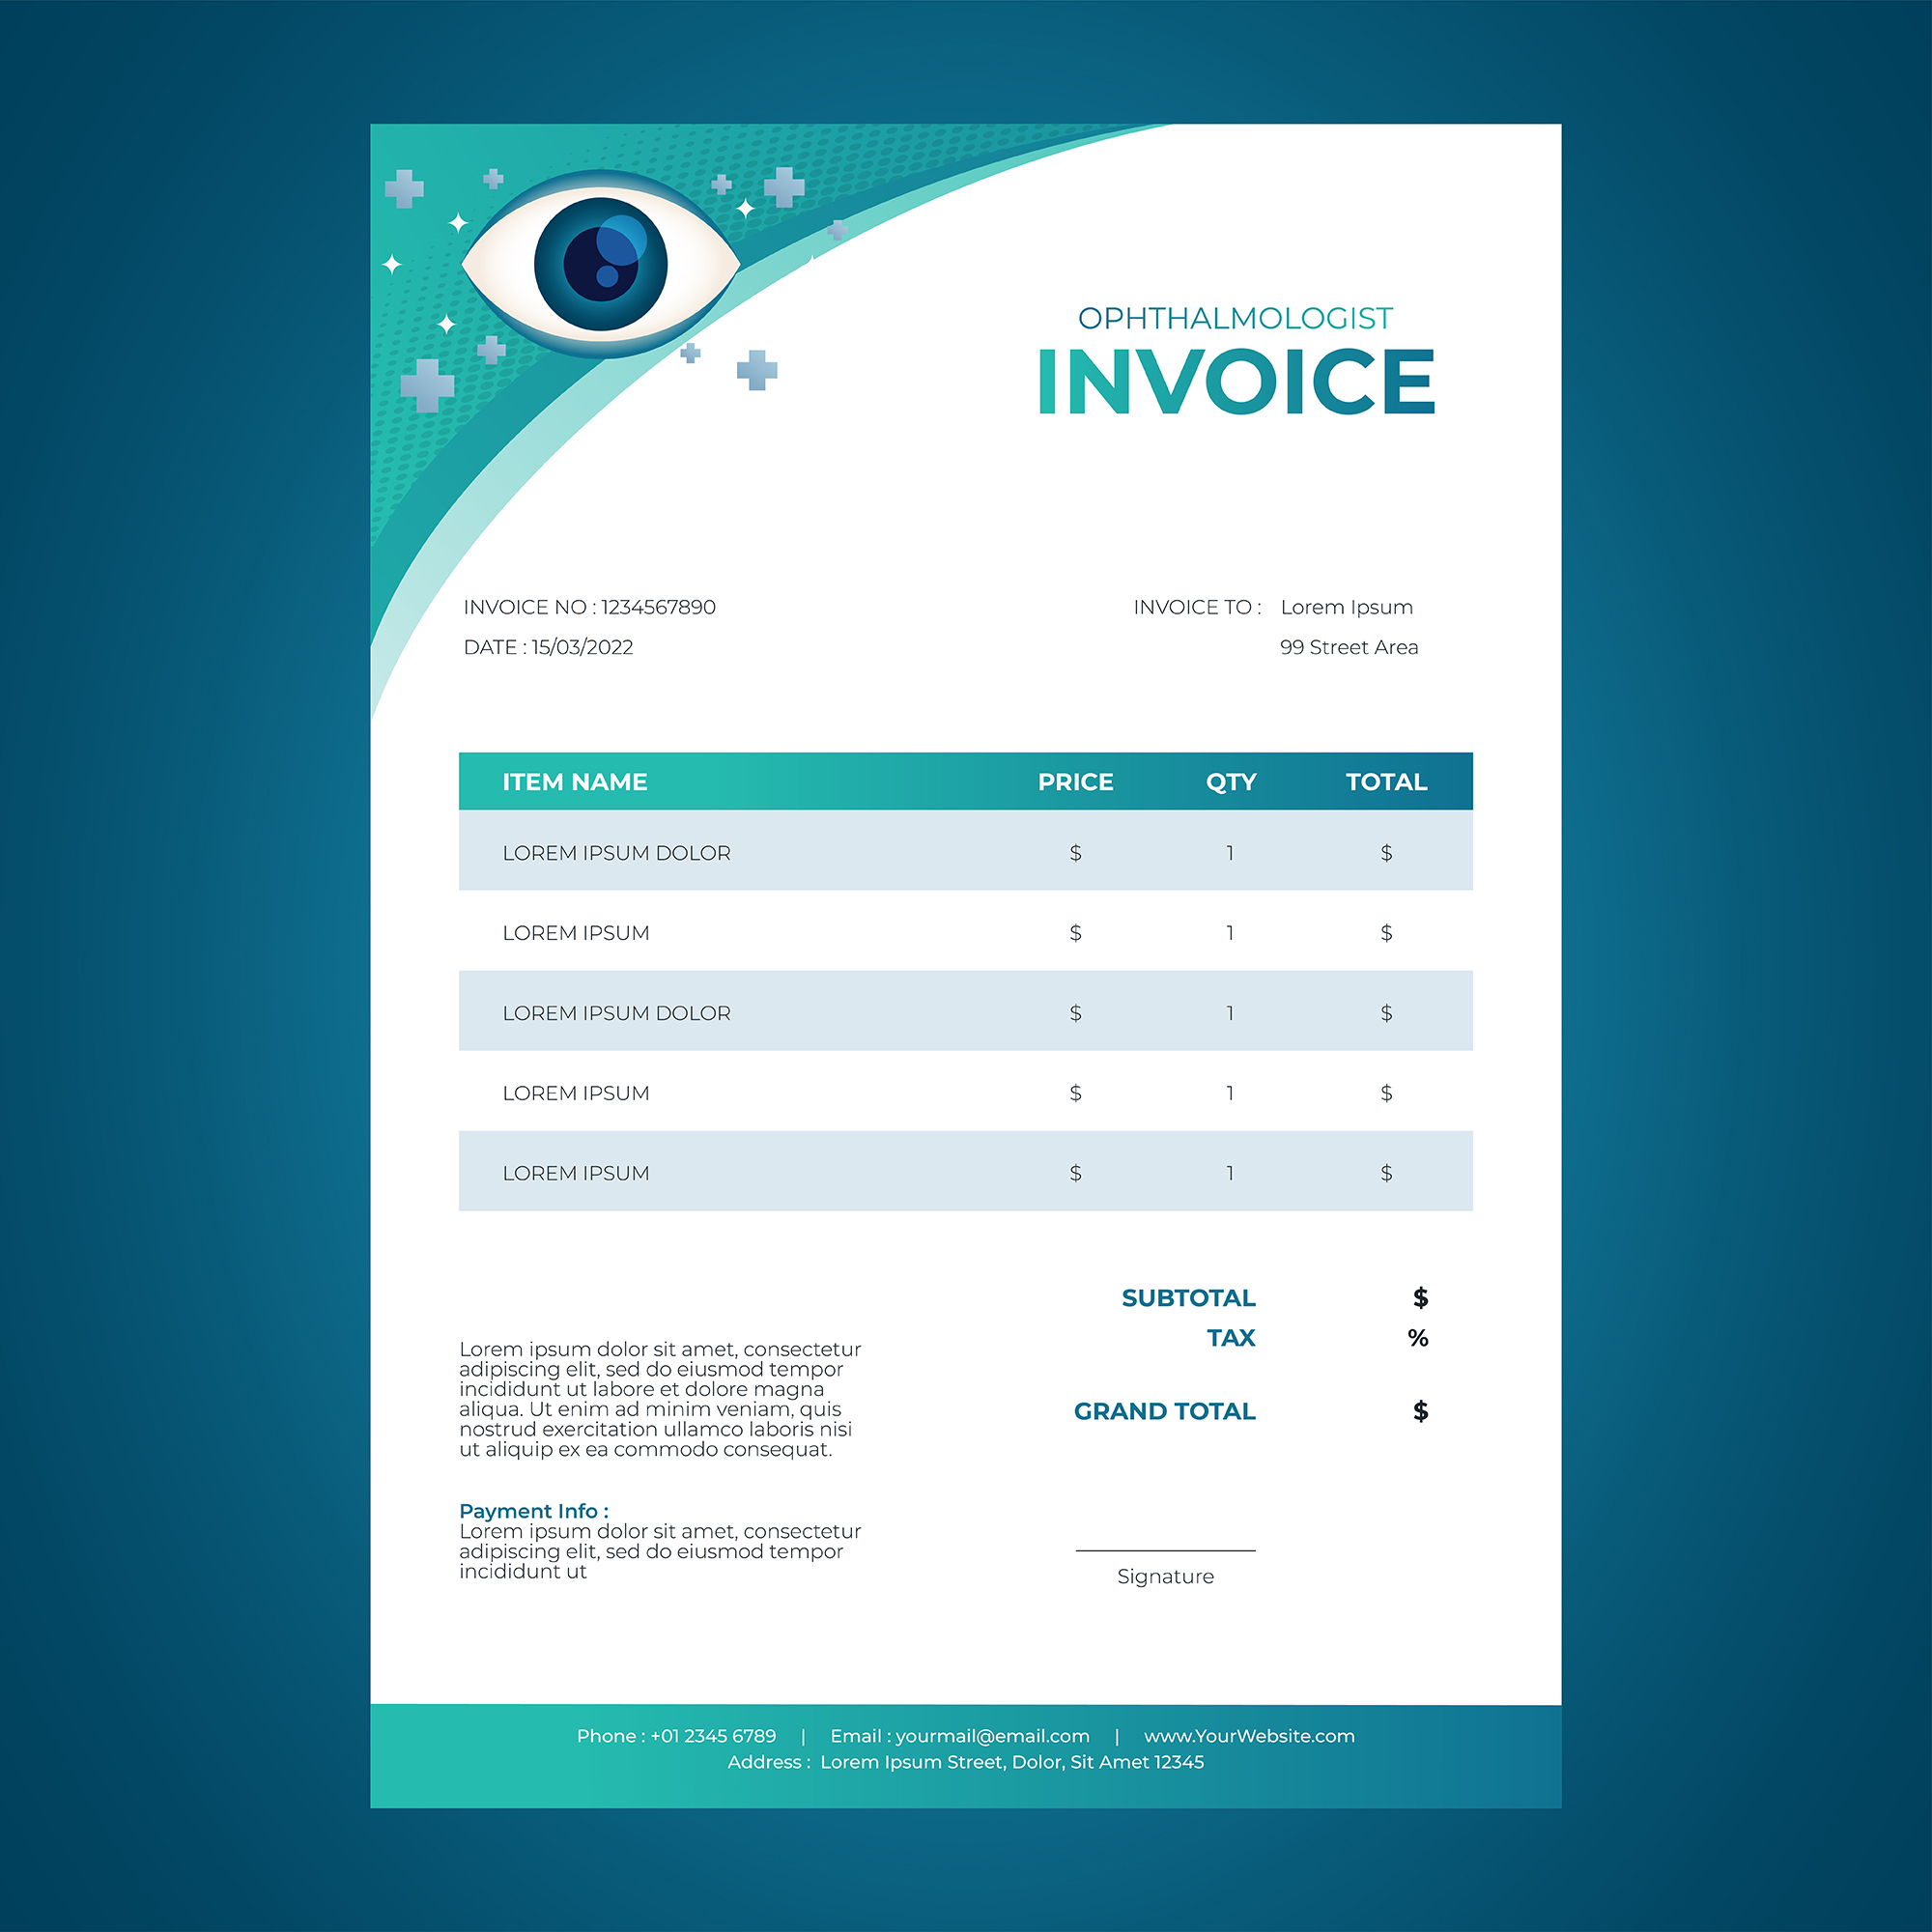 OPHTHALMOLOGIST
INVOICE
INVOICE NO : 1234567890
DATE : 15/03/2022
INVOICE TO : Lorem Ipsum
99 Street Area
ITEM NAME PRICE QTY TOTAL
LOREM IPSUM DOLOR $ 1 $
LOREM IPSUM $ 1 $
LOREM IPSUM DOLOR $ 1 $
LOREM IPSUM $ 1 $
LOREM IPSUM $ 1 $
SUBTOTAL $
TAX %
GRAND TOTAL $
Lorem ipsum dolor sit amet, consectetur
adipiscing elit, sed do eiusmod tempor
incididunt ut labore et dolore magna
aliqua. Ut enim ad minim veniam, quis
nostrud exercitation ullamco laboris nisi
ut aliquip ex ea commodo consequat.
Payment Info :
Lorem ipsum dolor sit amet, consectetur
adipiscing elit, sed do eiusmod tempor
incididunt ut
Signature
Phone : +01 2345 6789 | Email : yourmail@email.com | www.YourWebsite.com
Address : Lorem Ipsum Street, Dolor, Sit Amet 12345